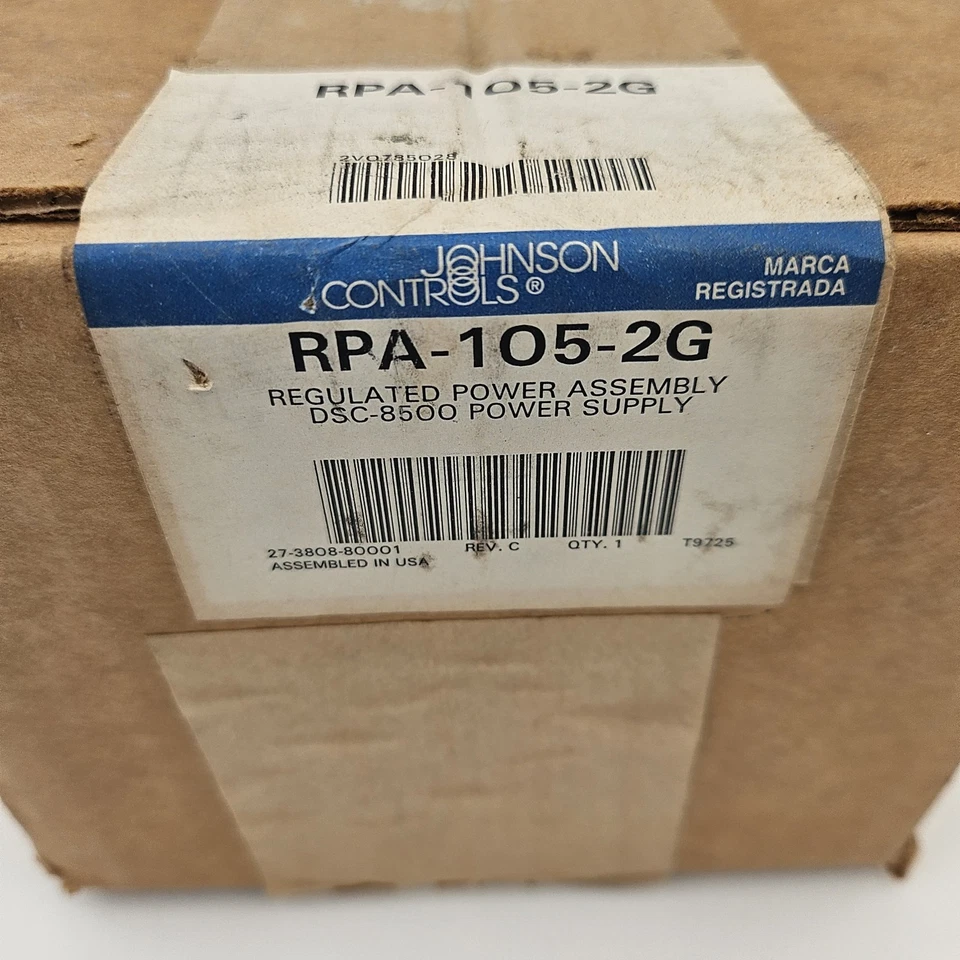 RPA-105-2G
2V0785028
JOHNSON
CONTROLS®
MARCA
REGISTRADA
RPA-105-2G
REGULATED POWER ASSEMBLY
DSC-8500 POWER SUPPLY
27-3808-80001 REV. C QTY. 1 T9725
ASSEMBLED IN USA